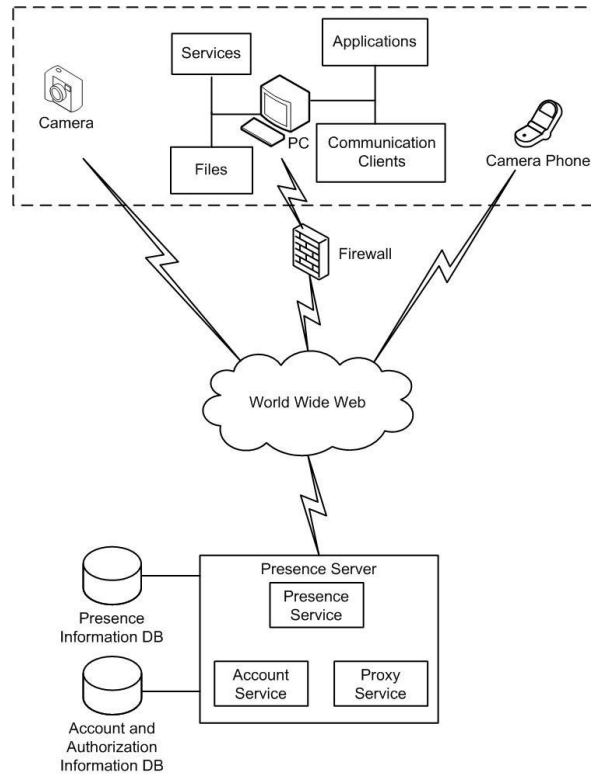 Applications
Services
Camera
PC
Communication
Clients
Files
Camera Phone
Firewall
World Wide Web
Presence Server
Presence
Service
Presence
Information DB
Account
Service
Proxy
Service
Account and
Authorization
Information DB